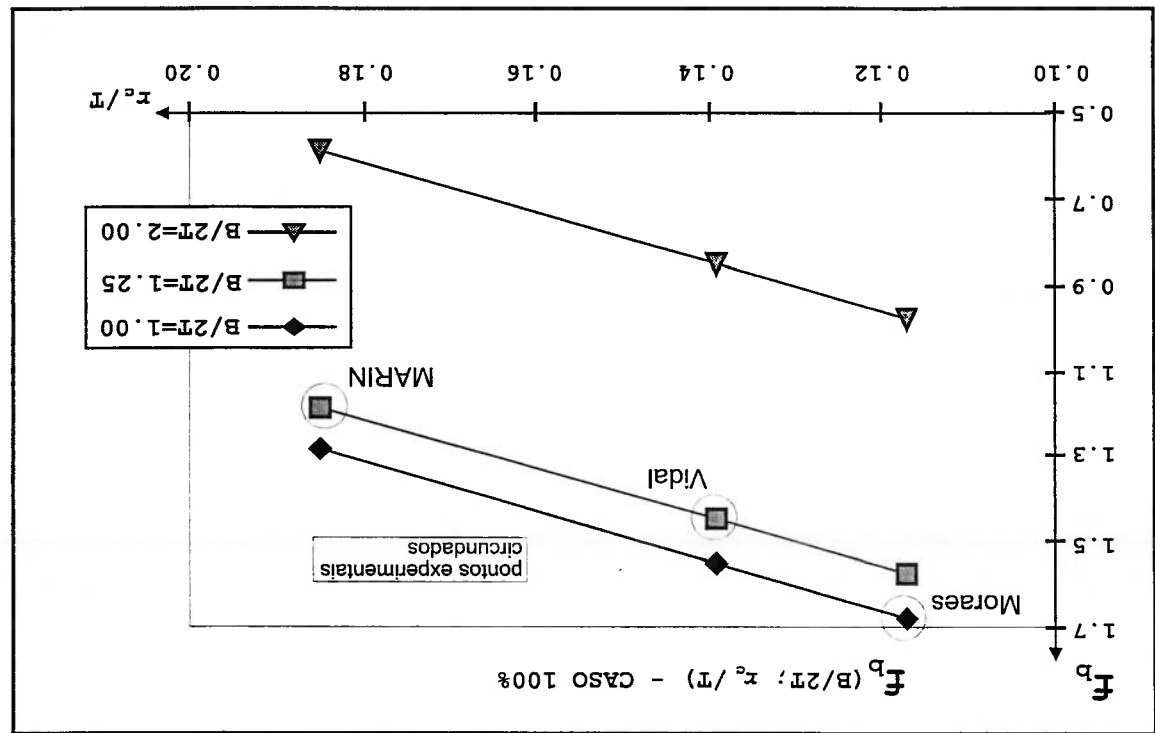 f_b (B/2T; r_c/T) - CASO 100%
f_b
1.7
1.5
1.3
1.1
0.9
0.7
0.5
Moraes
Vidal
MARIN
pontos experimentais
circundados
B/2T=1.00
B/2T=1.25
B/2T=2.00
0.10
0.12
0.14
0.16
0.18
0.20
r_c/T